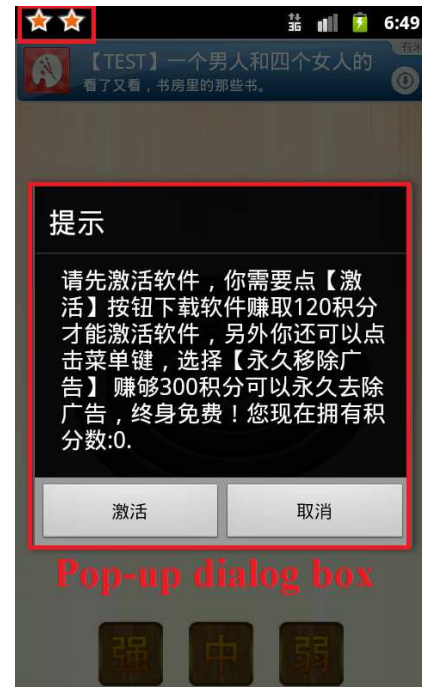 3G 6:49
有米
【TEST】一个男人和四个女人的
看了又看，书房里的那些书。
提示
请先激活软件，你需要点【激
活】按钮下载软件赚取120积分
才能激活软件，另外你还可以点
击菜单键，选择【永久移除广
告】 赚够300积分可以永久去除
广告，终身免费！您现在拥有积
分数:0.
激活 取消
Pop-up dialog box
强 中 弱